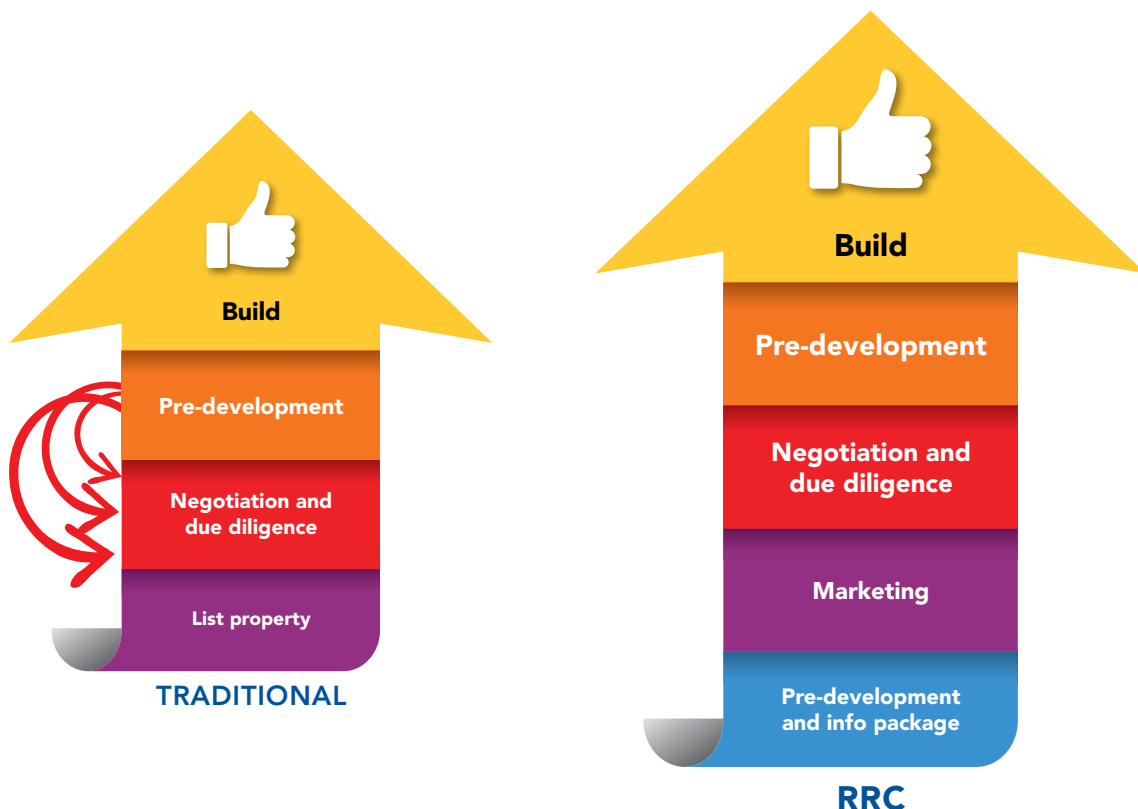 Build
Pre-development
Negotiation and
due diligence
List property
TRADITIONAL
Build
Pre-development
Negotiation and
due diligence
Marketing
Pre-development
and info package
RRC